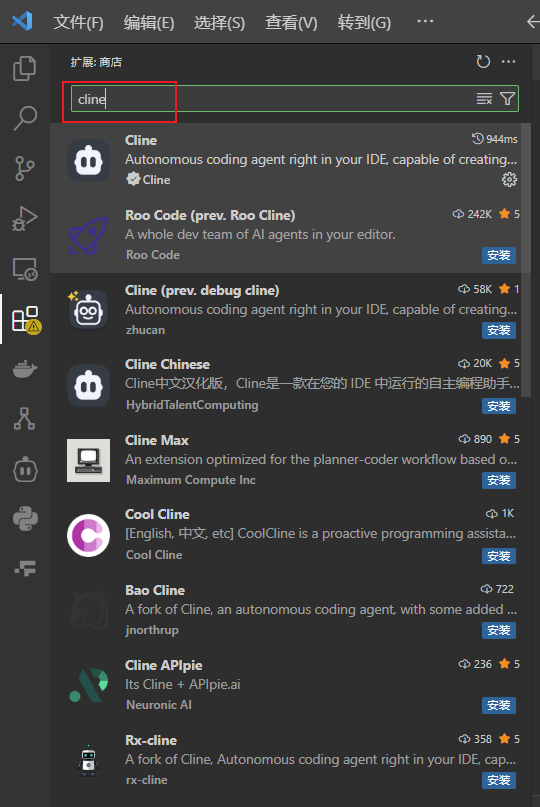 文件(F) 编辑(E) 选择(S) 查看(V) 转到(G) ···
扩展: 商店
cline
Cline 944ms
Autonomous coding agent right in your IDE, capable of creating...
Cline
Roo Code (prev. Roo Cline) 242K 5
A whole dev team of AI agents in your editor.
Roo Code 安装
Cline (prev. debug cline) 58K 1
Autonomous coding agent right in your IDE, capable of creating...
zhucan 安装
Cline Chinese 20K 5
Cline中文汉化版，Cline是一款在您的 IDE 中运行的自主编程助手...
HybridTalentComputing 安装
Cline Max 890 5
An extension optimized for the planner-coder workflow based o...
Maximum Compute Inc 安装
Cool Cline 1K
[English, 中文, etc] CoolCline is a proactive programming assista...
Cool Cline 安装
Bao Cline 722
A fork of Cline, an autonomous coding agent, with some added ...
jnorthrup 安装
Cline APIpie 236 5
Its Cline + APIpie.ai
Neuronic AI 安装
Rx-cline 358 5
A fork of Cline, Autonomous coding agent right in your IDE, cap...
rx-cline 安装